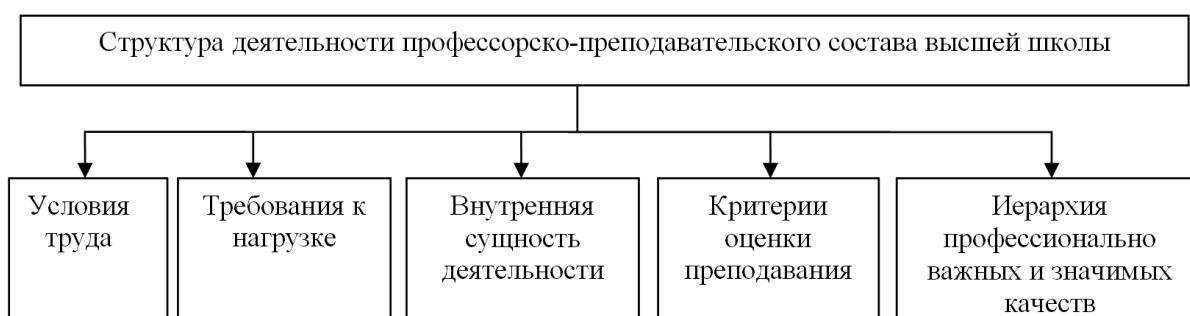 Структура деятельности профессорско-преподавательского состава высшей школы
Условия
труда
Требования к
нагрузке
Внутренняя
сущность
деятельности
Критерии
оценки
преподавания
Иерархия
профессионально
важных и значимых
качеств